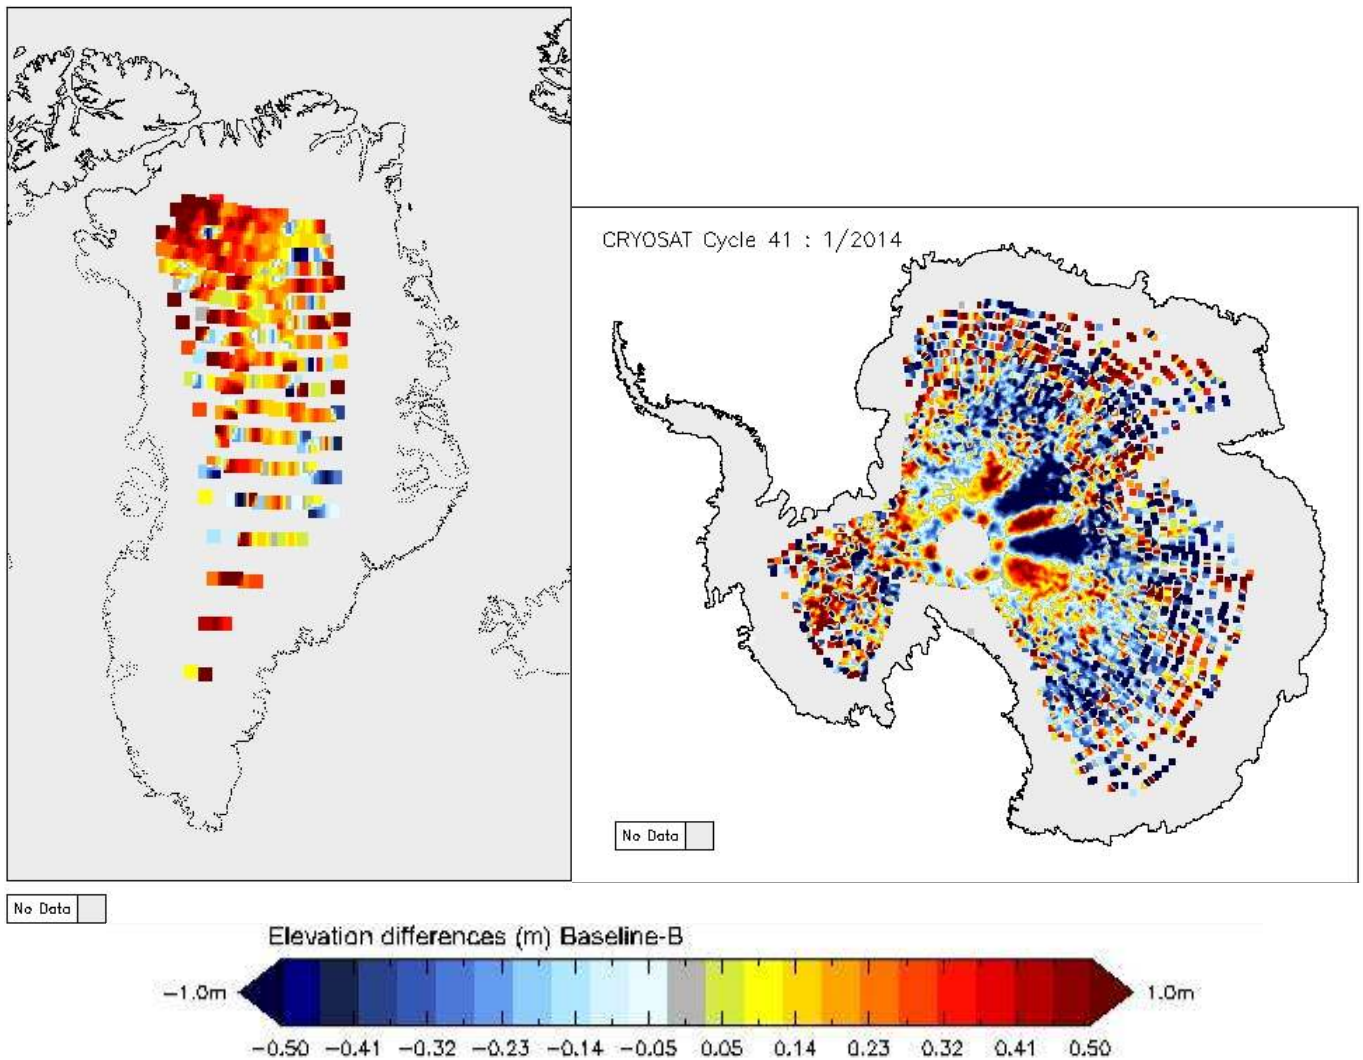 CRYOSAT Cycle 41 : 1/2014
No Data
No Data
Elevation differences (m) Baseline-B
-1.0m 1.0m
-0.50 -0.41 -0.32 -0.23 -0.14 -0.05 0.05 0.14 0.23 0.32 0.41 0.50